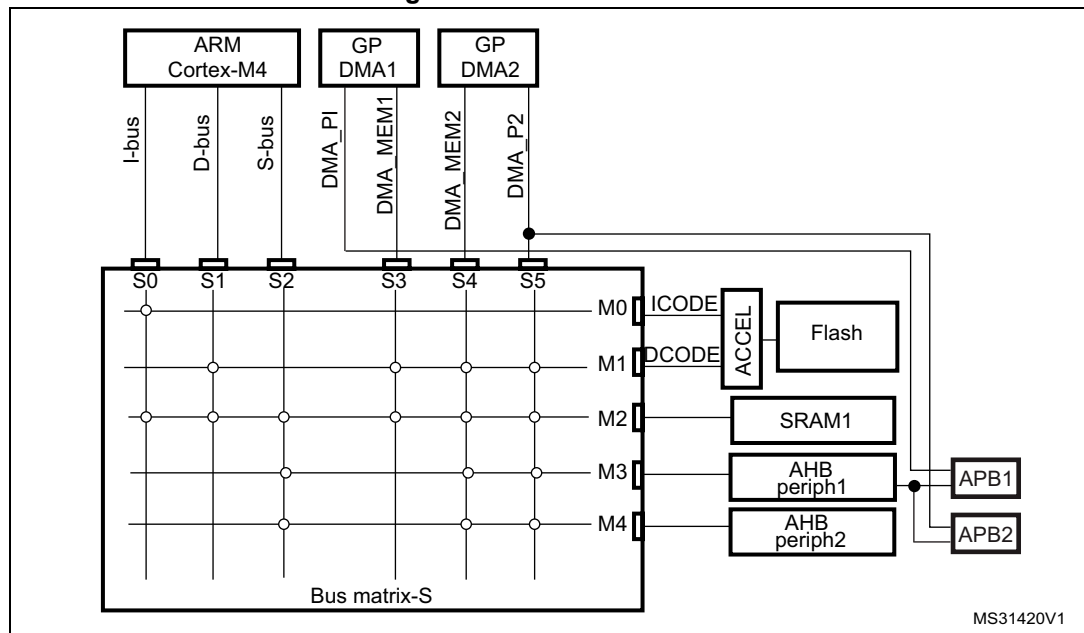 ARM
Cortex-M4
GP
DMA1
GP
DMA2
I-bus
D-bus
S-bus
DMA_PI
DMA_MEM1
DMA_MEM2
DMA_P2
S0
S1
S2
S3
S4
S5
M0
ICODE
M1
DCODE
ACCEL
Flash
M2
SRAM1
M3
AHB
periph1
APB1
M4
AHB
periph2
APB2
Bus matrix-S
MS31420V1